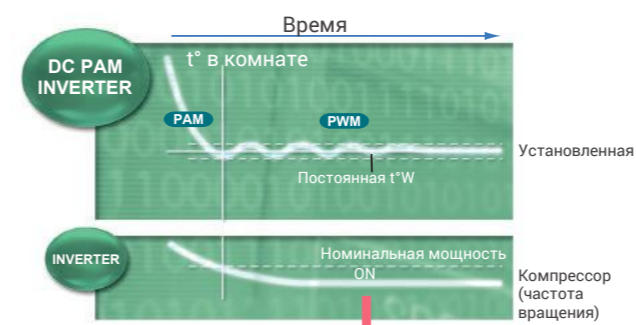 Время
DC PAM
INVERTER
t° в комнате
PAM
PWM
Установленная
Постоянная t°W
INVERTER
Номинальная мощность
ON
Компрессор
(частота
вращения)